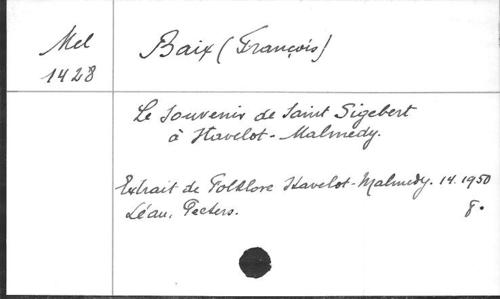 Mel
1428
Baix (François)
Le souvenir de Saint Sigebert
à Stavelot-Malmedy.
Extrait de Folklore Stavelot-Malmedy. 14. 1950
Léau, Peeters. 8°